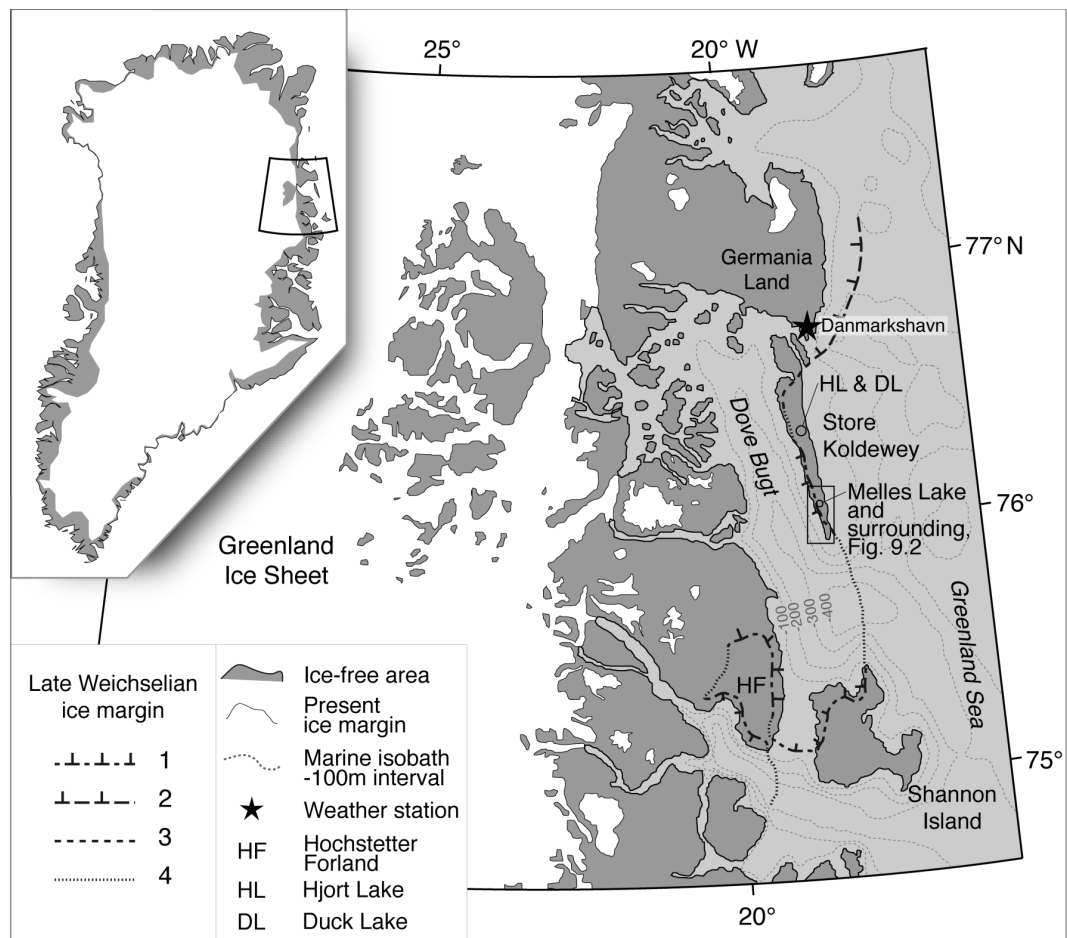 25°
20° W
77° N
Germania
Land
Danmarkshavn
HL & DL
Store
Koldewey
Dove Bugt
76°
Melles Lake
and
surrounding,
Fig. 9.2
Greenland
Ice Sheet
-100
-200
-300
-400
Greenland Sea
HF
75°
Shannon
Island
20°
Late Weichselian
ice margin
1
2
3
4
Ice-free area
Present
ice margin
Marine isobath
-100m interval
Weather station
HF Hochstetter
Forland
HL Hjort Lake
DL Duck Lake